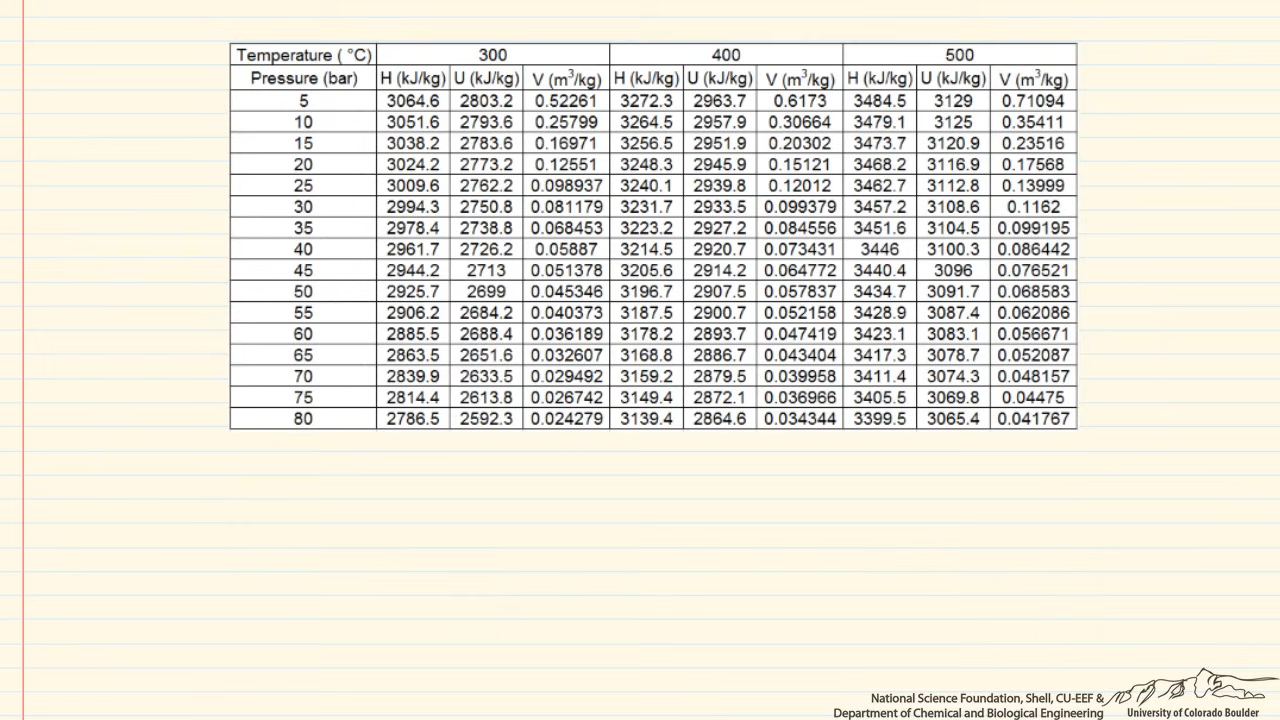 Temperature ( °C) 300 400 500
Pressure (bar) H (kJ/kg) U (kJ/kg) V (m³/kg) H (kJ/kg) U (kJ/kg) V (m³/kg) H (kJ/kg) U (kJ/kg) V (m³/kg)
5 3064.6 2803.2 0.52261 3272.3 2963.7 0.6173 3484.5 3129 0.71094
10 3051.6 2793.6 0.25799 3264.5 2957.9 0.30664 3479.1 3125 0.35411
15 3038.2 2783.6 0.16971 3256.5 2951.9 0.20302 3473.7 3120.9 0.23516
20 3024.2 2773.2 0.12551 3248.3 2945.9 0.15121 3468.2 3116.9 0.17568
25 3009.6 2762.2 0.098937 3240.1 2939.8 0.12012 3462.7 3112.8 0.13999
30 2994.3 2750.8 0.081179 3231.7 2933.5 0.099379 3457.2 3108.6 0.1162
35 2978.4 2738.8 0.068453 3223.2 2927.2 0.084556 3451.6 3104.5 0.099195
40 2961.7 2726.2 0.05887 3214.5 2920.7 0.073431 3446 3100.3 0.086442
45 2944.2 2713 0.051378 3205.6 2914.2 0.064772 3440.4 3096 0.076521
50 2925.7 2699 0.045346 3196.7 2907.5 0.057837 3434.7 3091.7 0.068583
55 2906.2 2684.2 0.040373 3187.5 2900.7 0.052158 3428.9 3087.4 0.062086
60 2885.5 2688.4 0.036189 3178.2 2893.7 0.047419 3423.1 3083.1 0.056671
65 2863.5 2651.6 0.032607 3168.8 2886.7 0.043404 3417.3 3078.7 0.052087
70 2839.9 2633.5 0.029492 3159.2 2879.5 0.039958 3411.4 3074.3 0.048157
75 2814.4 2613.8 0.026742 3149.4 2872.1 0.036966 3405.5 3069.8 0.04475
80 2786.5 2592.3 0.024279 3139.4 2864.6 0.034344 3399.5 3065.4 0.041767
National Science Foundation, Shell, CU-EEF &
Department of Chemical and Biological Engineering
University of Colorado Boulder